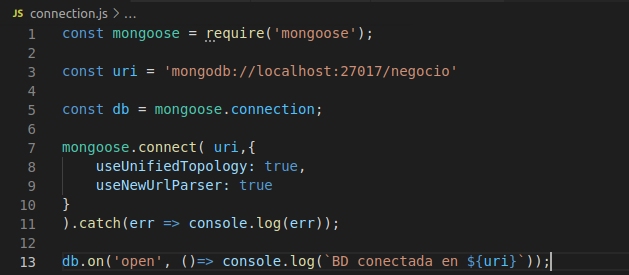 JS connection.js > ...
1 const mongoose = require('mongoose');
2
3 const uri = 'mongodb://localhost:27017/negocio'
4
5 const db = mongoose.connection;
6
7 mongoose.connect( uri,{
8     useUnifiedTopology: true,
9     useNewUrlParser: true
10 }
11 ).catch(err => console.log(err));
12
13 db.on('open', ()=> console.log(`BD conectada en ${uri}`));